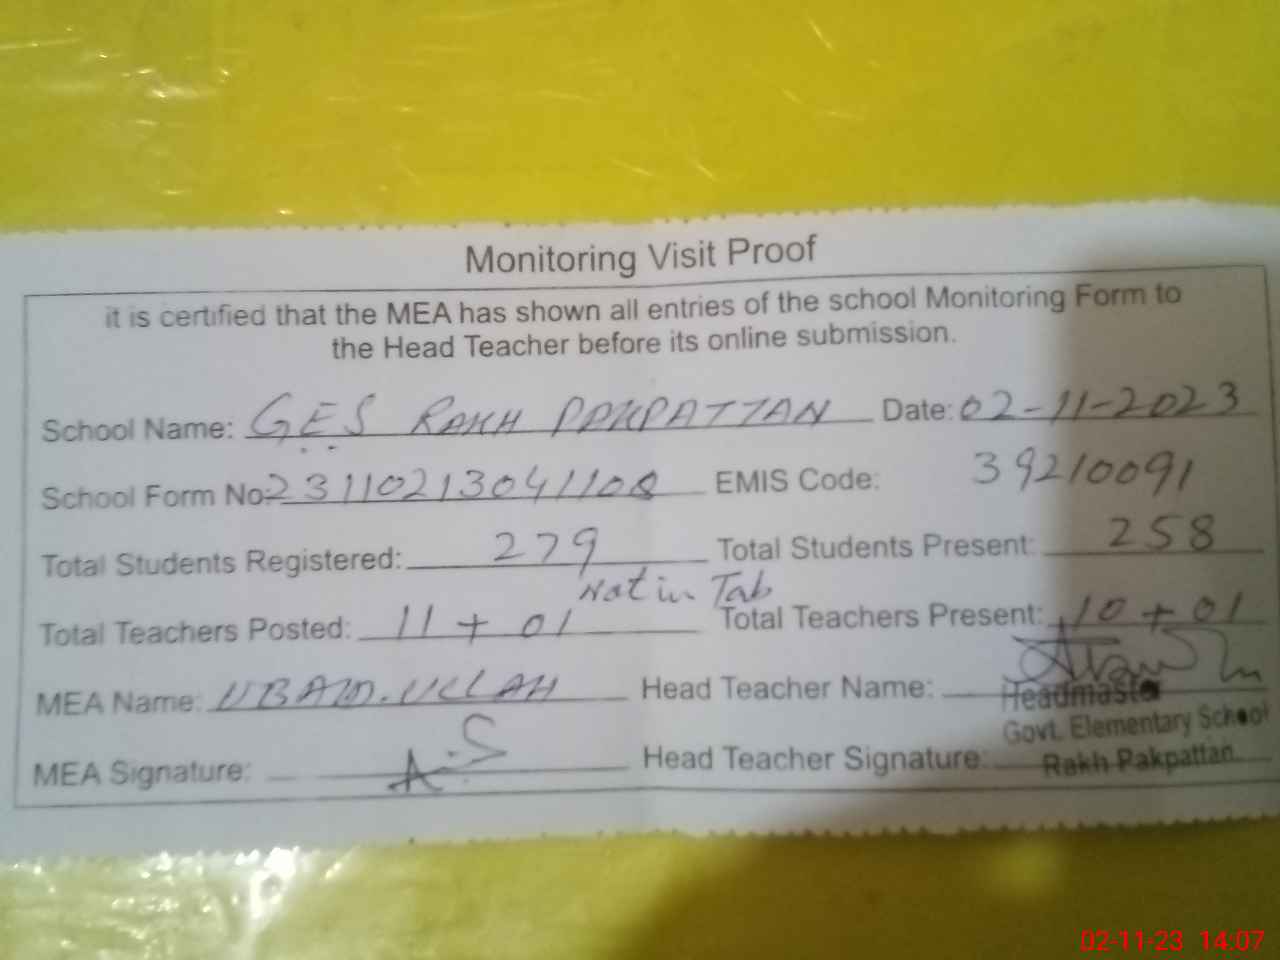 Monitoring Visit Proof
it is certified that the MEA has shown all entries of the school Monitoring Form to
the Head Teacher before its online submission.
School Name: GES RAKH PAKPATTAN Date: 02-11-2023
School Form No. 23110213041108 EMIS Code: 39210091
Total Students Registered: 279 Total Students Present: 258
Not in Tab
Total Teachers Posted: 11 + 01 Total Teachers Present: 10 + 01
MEA Name: UBAID.ULLAH Head Teacher Name:
Headmaster
Govt. Elementary School
MEA Signature: A.S Head Teacher Signature: Rakh Pakpattan
02-11-23 14:07